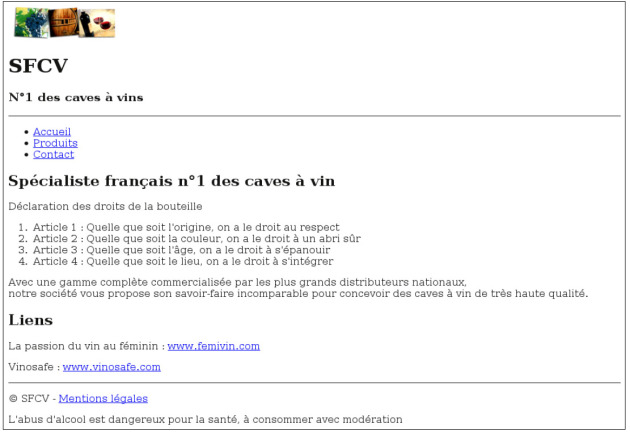 SFCV
N°1 des caves à vins
• Accueil
• Produits
• Contact
Spécialiste français n°1 des caves à vin
Déclaration des droits de la bouteille
1. Article 1 : Quelle que soit l'origine, on a le droit au respect
2. Article 2 : Quelle que soit la couleur, on a le droit à un abri sûr
3. Article 3 : Quelle que soit l'âge, on a le droit à s'épanouir
4. Article 4 : Quelle que soit le lieu, on a le droit à s'intégrer
Avec une gamme complète commercialisée par les plus grands distributeurs nationaux,
notre société vous propose son savoir-faire incomparable pour concevoir des caves à vin de très haute qualité.
Liens
La passion du vin au féminin : www.femivin.com
Vinosafe : www.vinosafe.com
© SFCV - Mentions légales
L'abus d'alcool est dangereux pour la santé, à consommer avec modération